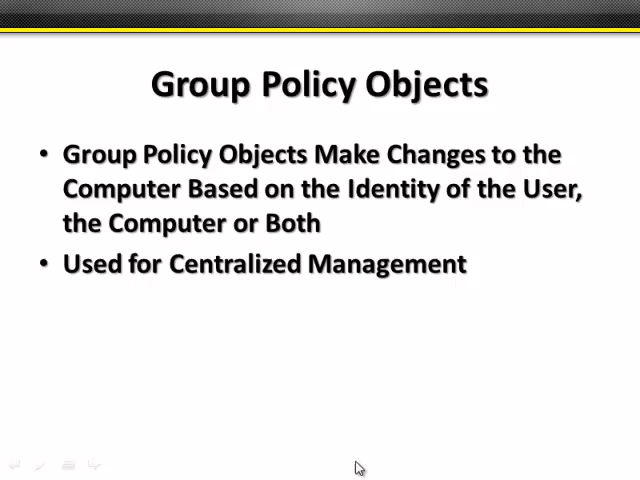 Group Policy Objects
• Group Policy Objects Make Changes to the
Computer Based on the Identity of the User,
the Computer or Both
• Used for Centralized Management